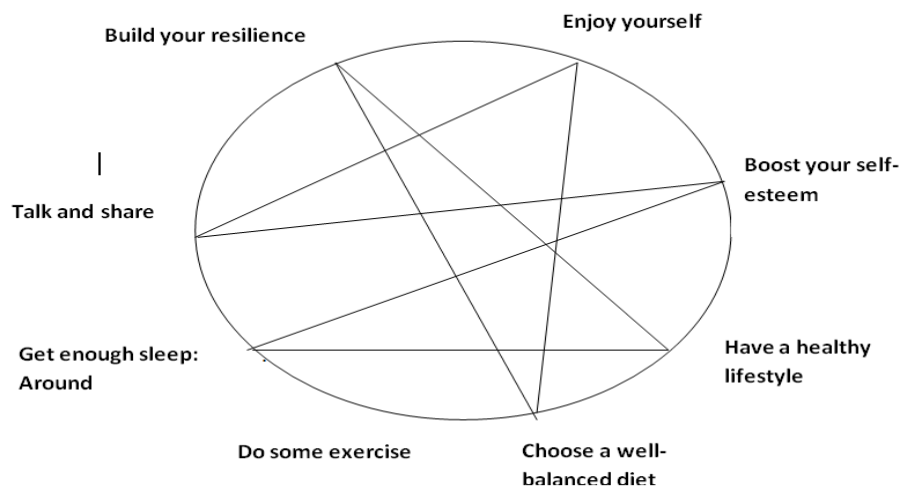 Enjoy yourself
Build your resilience
Boost your self-
esteem
Talk and share
Get enough sleep:
Around
Have a healthy
lifestyle
Do some exercise
Choose a well-
balanced diet